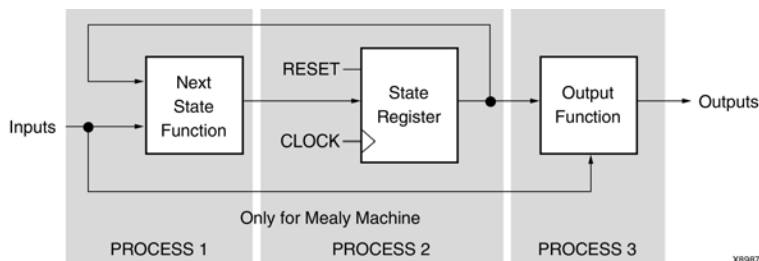 Inputs
Next
State
Function
RESET
CLOCK
State
Register
Output
Function
Outputs
Only for Mealy Machine
PROCESS 1
PROCESS 2
PROCESS 3
X8987